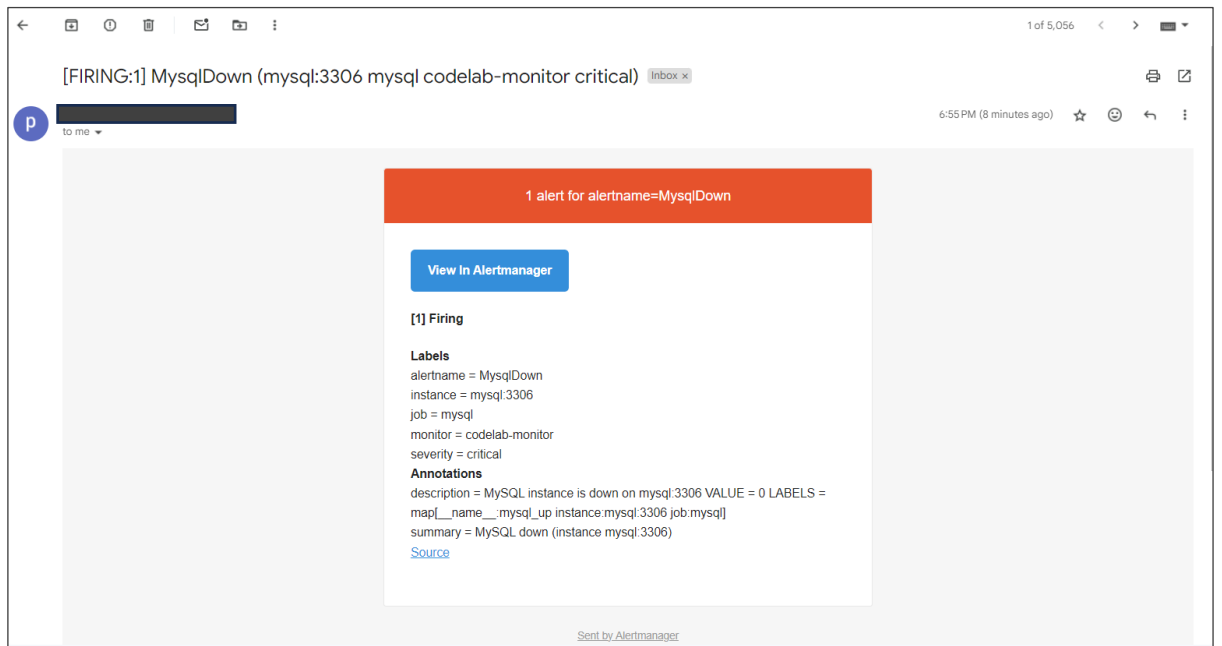 1 of 5,056
[FIRING:1] MysqlDown (mysql:3306 mysql codelab-monitor critical) Inbox x
p
6:55 PM (8 minutes ago)
to me
1 alert for alertname=MysqlDown
View In Alertmanager
[1] Firing
Labels
alertname = MysqlDown
instance = mysql:3306
job = mysql
monitor = codelab-monitor
severity = critical
Annotations
description = MySQL instance is down on mysql:3306 VALUE = 0 LABELS =
map[__name__:mysql_up instance:mysql:3306 job:mysql]
summary = MySQL down (instance mysql:3306)
Source
Sent by Alertmanager